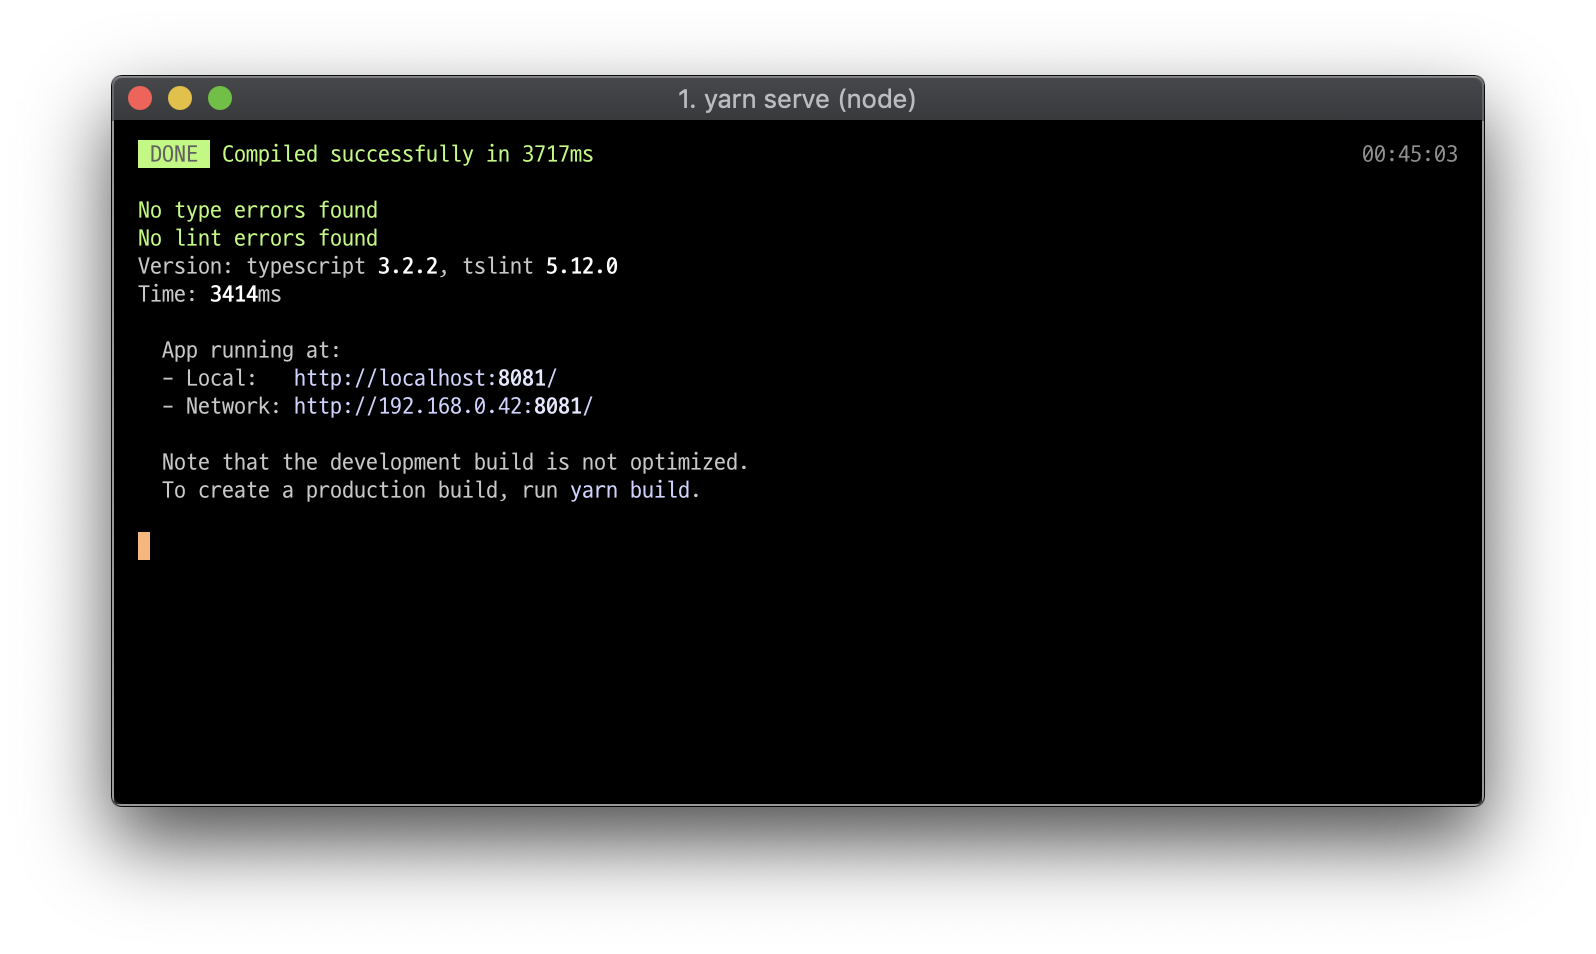 1. yarn serve (node)
DONE Compiled successfully in 3717ms 00:45:03
No type errors found
No lint errors found
Version: typescript 3.2.2, tslint 5.12.0
Time: 3414ms
App running at:
- Local: http://localhost:8081/
- Network: http://192.168.0.42:8081/
Note that the development build is not optimized.
To create a production build, run yarn build.